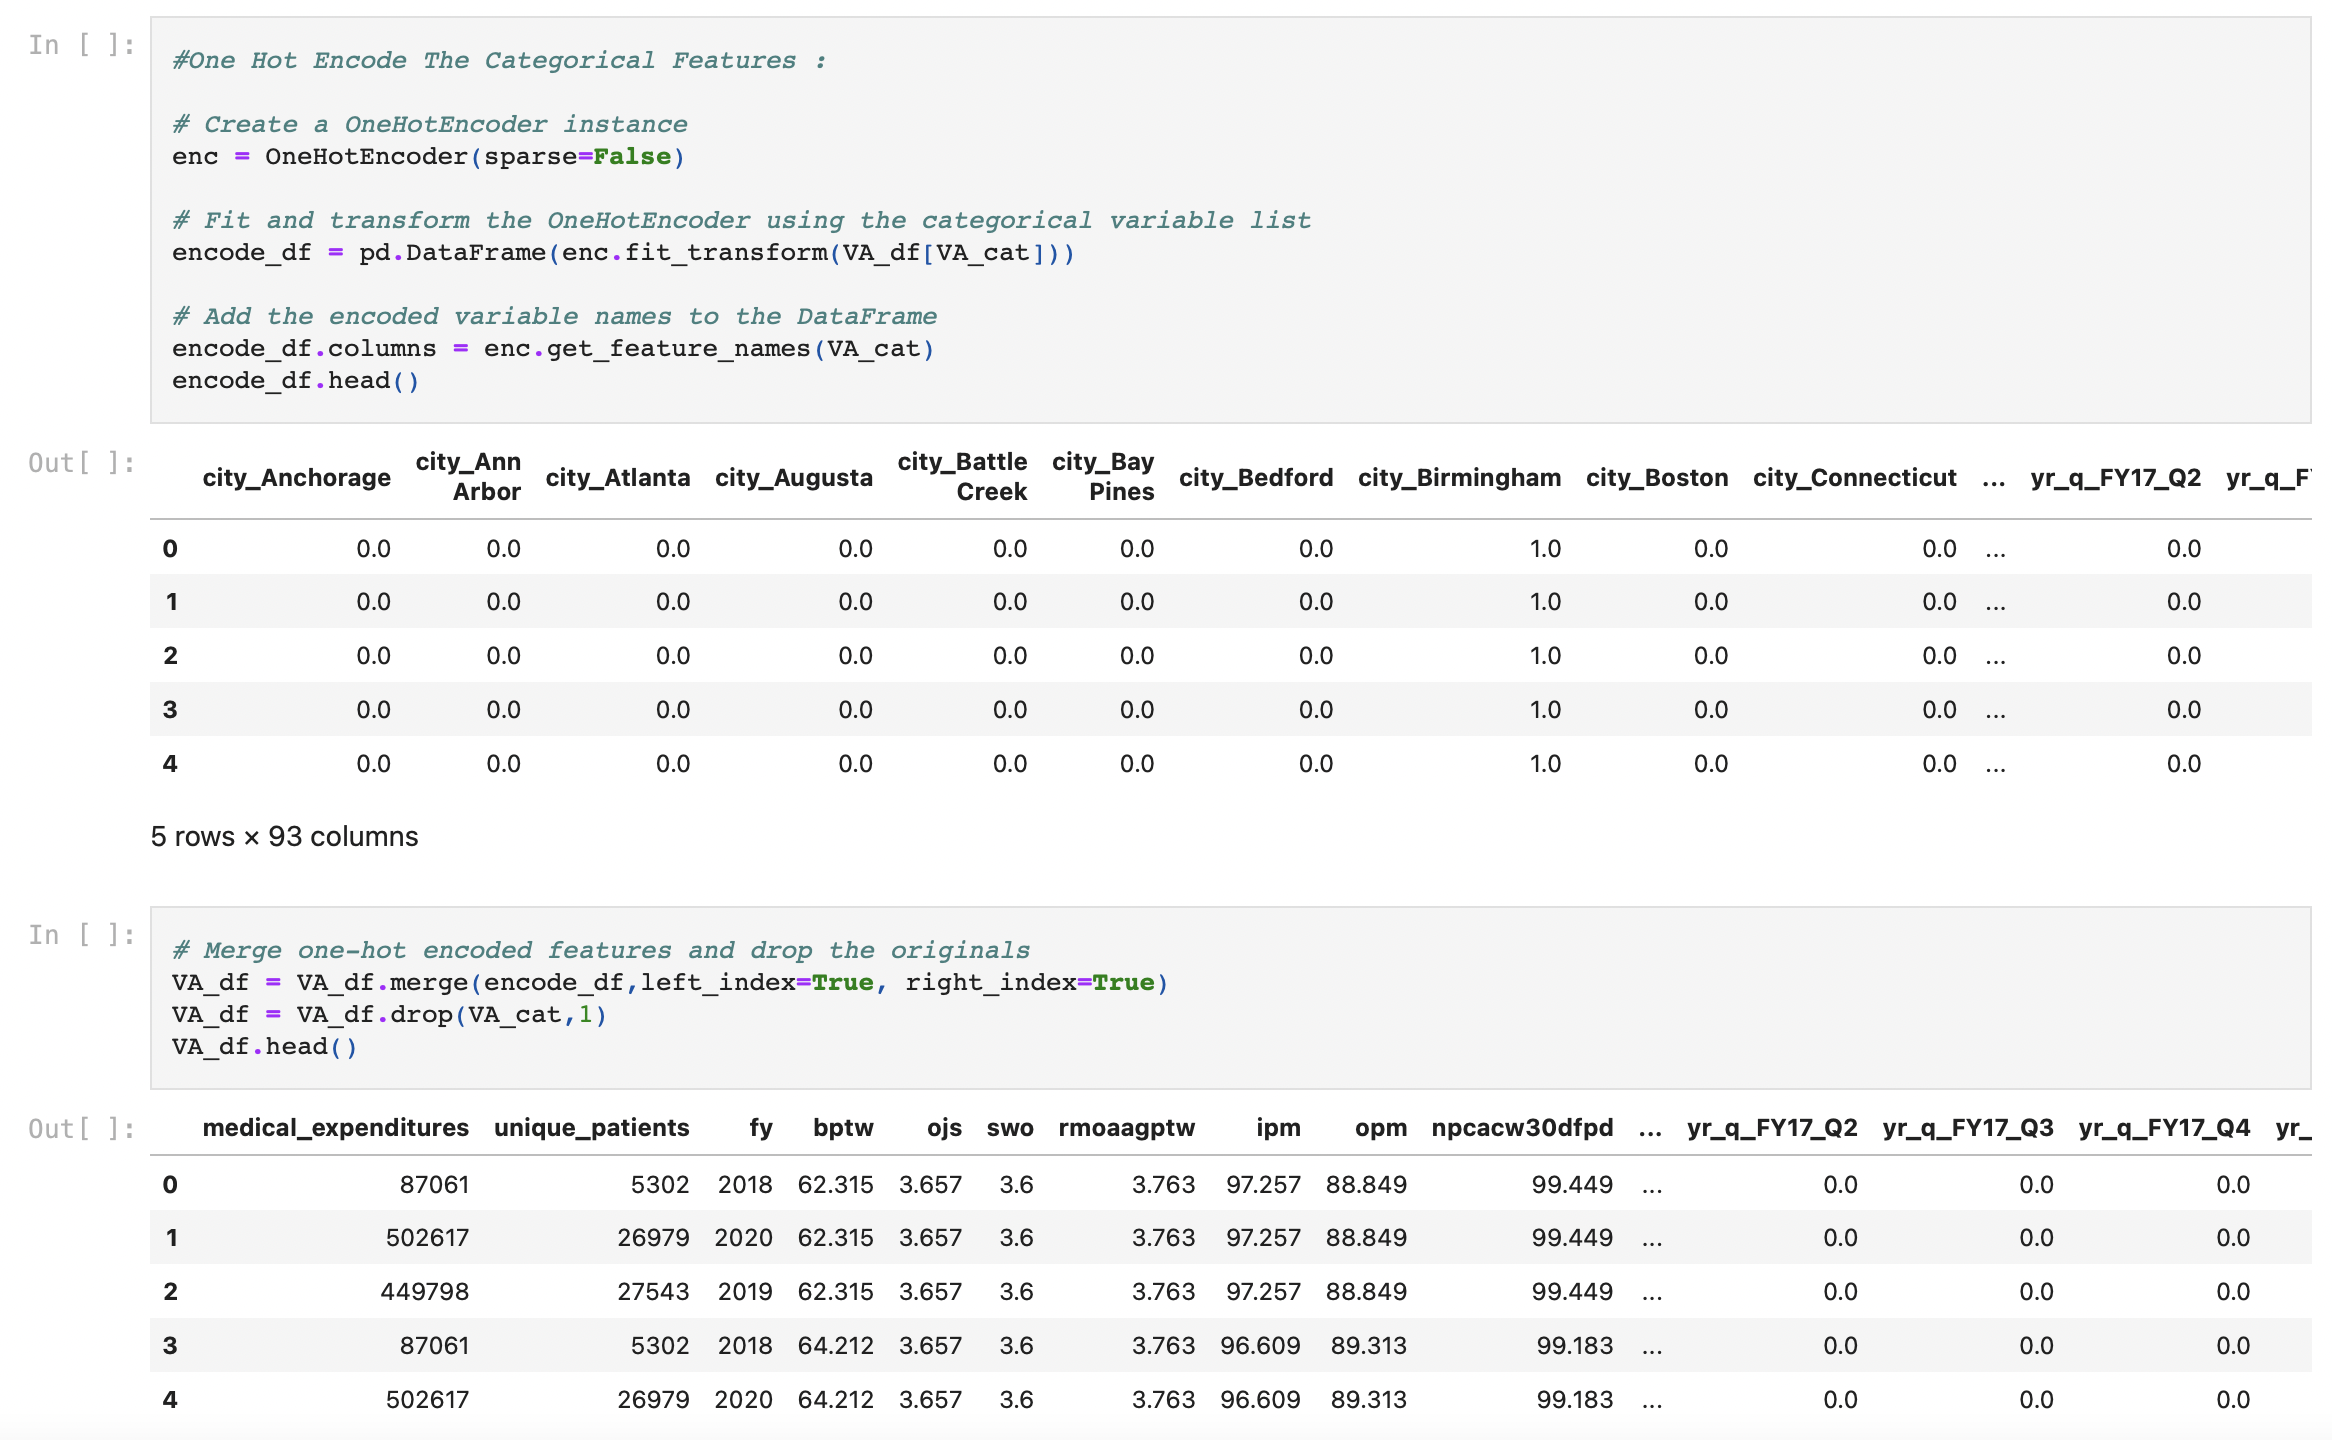 In [ ]:
#One Hot Encode The Categorical Features :
# Create a OneHotEncoder instance
enc = OneHotEncoder(sparse=False)
# Fit and transform the OneHotEncoder using the categorical variable list
encode_df = pd.DataFrame(enc.fit_transform(VA_df[VA_cat]))
# Add the encoded variable names to the DataFrame
encode_df.columns = enc.get_feature_names(VA_cat)
encode_df.head()
Out[ ]:
city_Anchorage city_Ann Arbor city_Atlanta city_Augusta city_Battle Creek city_Bay Pines city_Bedford city_Birmingham city_Boston city_Connecticut ... yr_q_FY17_Q2 yr_q_F
0 0.0 0.0 0.0 0.0 0.0 0.0 0.0 1.0 0.0 0.0 ... 0.0
1 0.0 0.0 0.0 0.0 0.0 0.0 0.0 1.0 0.0 0.0 ... 0.0
2 0.0 0.0 0.0 0.0 0.0 0.0 0.0 1.0 0.0 0.0 ... 0.0
3 0.0 0.0 0.0 0.0 0.0 0.0 0.0 1.0 0.0 0.0 ... 0.0
4 0.0 0.0 0.0 0.0 0.0 0.0 0.0 1.0 0.0 0.0 ... 0.0
5 rows × 93 columns
In [ ]:
# Merge one-hot encoded features and drop the originals
VA_df = VA_df.merge(encode_df,left_index=True, right_index=True)
VA_df = VA_df.drop(VA_cat,1)
VA_df.head()
Out[ ]:
medical_expenditures unique_patients fy bptw ojs swo rmoaagptw ipm opm npcacw30dfpd ... yr_q_FY17_Q2 yr_q_FY17_Q3 yr_q_FY17_Q4 yr_
0 87061 5302 2018 62.315 3.657 3.6 3.763 97.257 88.849 99.449 ... 0.0 0.0 0.0
1 502617 26979 2020 62.315 3.657 3.6 3.763 97.257 88.849 99.449 ... 0.0 0.0 0.0
2 449798 27543 2019 62.315 3.657 3.6 3.763 97.257 88.849 99.449 ... 0.0 0.0 0.0
3 87061 5302 2018 64.212 3.657 3.6 3.763 96.609 89.313 99.183 ... 0.0 0.0 0.0
4 502617 26979 2020 64.212 3.657 3.6 3.763 96.609 89.313 99.183 ... 0.0 0.0 0.0